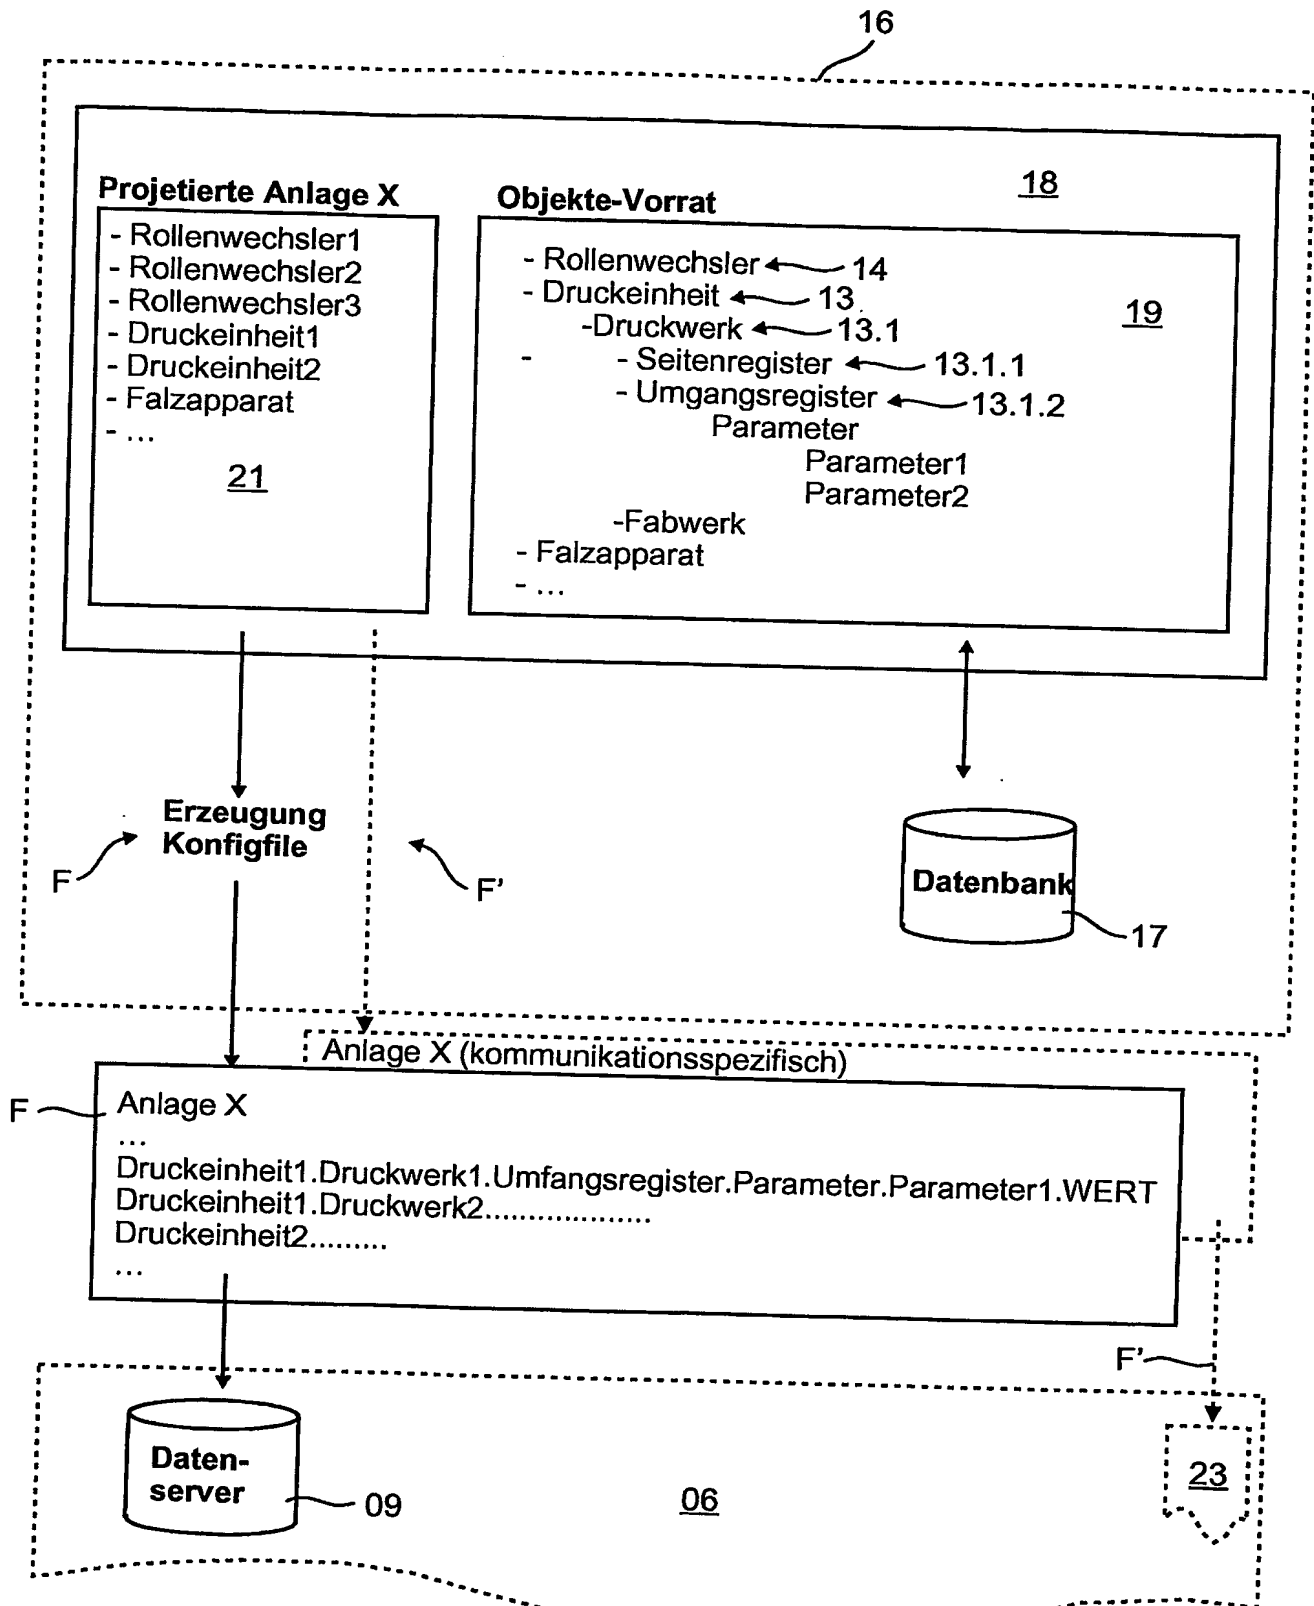 16
18
Projetierte Anlage X
- Rollenwechsler1
- Rollenwechsler2
- Rollenwechsler3
- Druckeinheit1
- Druckeinheit2
- Falzapparat
- ...
21
Objekte-Vorrat
19
- Rollenwechsler 14
- Druckeinheit 13
-Druckwerk 13.1
- - Seitenregister 13.1.1
- Umgangsregister 13.1.2
Parameter
Parameter1
Parameter2
-Fabwerk
- Falzapparat
- ...
Erzeugung
Konfigfile
F
F'
Datenbank
17
Anlage X (kommunikationsspezifisch)
F
Anlage X
...
Druckeinheit1.Druckwerk1.Umfangsregister.Parameter.Parameter1.WERT
Druckeinheit1.Druckwerk2...................
Druckeinheit2.........
...
F'
Daten-
server
09
06
23